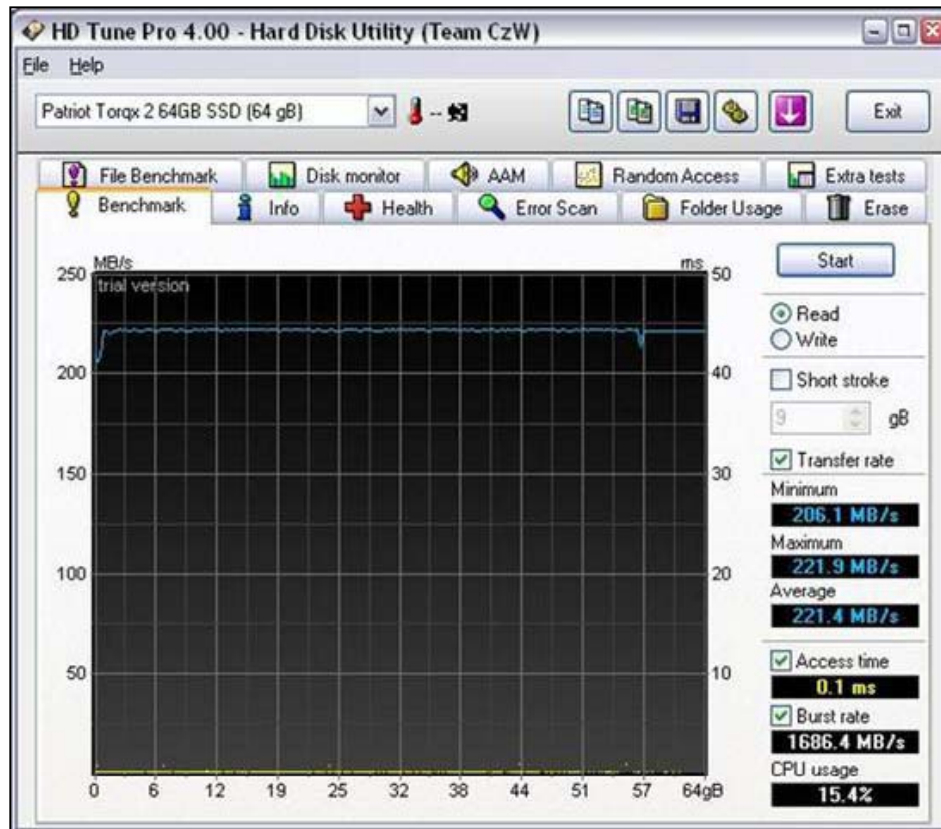 HD Tune Pro 4.00 - Hard Disk Utility (Team CzW)
File Help
Patriot Torqx 2 64GB SSD (64 gB)
--
Exit
File Benchmark Disk monitor AAM Random Access Extra tests
Benchmark Info Health Error Scan Folder Usage Erase
MB/s ms
trial version
250 50
200 40
150 30
100 20
50 10
0 6 12 19 25 32 38 44 51 57 64gB
Start
Read
Write
Short stroke
9 gB
Transfer rate
Minimum
206.1 MB/s
Maximum
221.9 MB/s
Average
221.4 MB/s
Access time
0.1 ms
Burst rate
1686.4 MB/s
CPU usage
15.4%